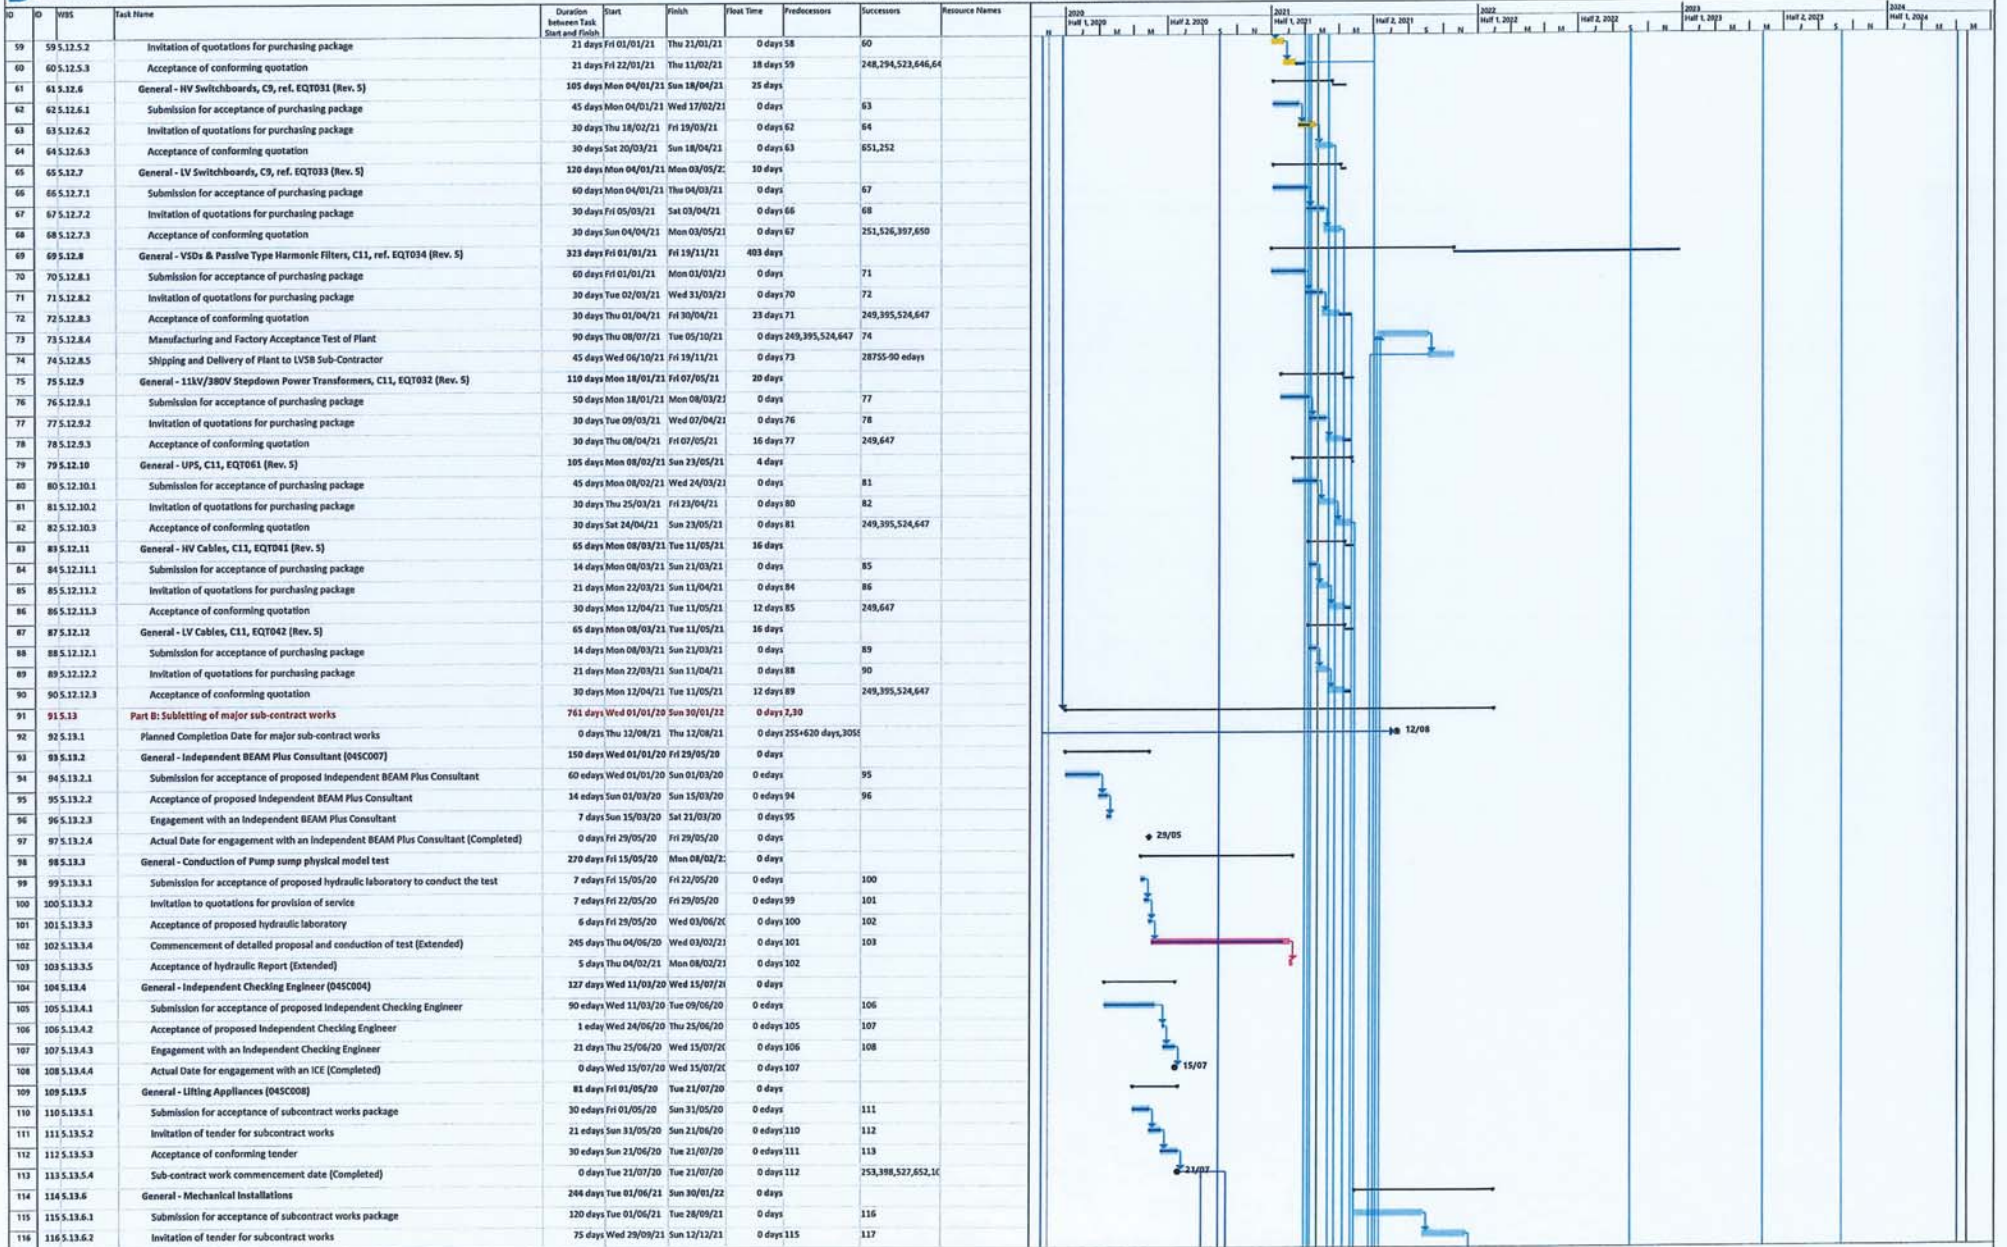 ID ID WBS Task Name Duration between Task Start and Finish Start Finish Float Time Predecessors Successors Resource Names
2020 2021 2022 2023 2024
Half 1, 2020 Half 2, 2020 Half 1, 2021 Half 2, 2021 Half 1, 2022 Half 2, 2022 Half 1, 2023 Half 2, 2023 Half 1, 2024
59 59 5.12.5.2 Invitation of quotations for purchasing package 21 days Fri 01/01/21 Thu 21/01/21 0 days 58 60
60 60 5.12.5.3 Acceptance of conforming quotation 21 days Fri 22/01/21 Thu 11/02/21 18 days 59 248,294,523,646,64
61 61 5.12.6 General - HV Switchboards, C9, ref. EQT031 (Rev. 5) 105 days Mon 04/01/21 Sun 18/04/21 25 days
62 62 5.12.6.1 Submission for acceptance of purchasing package 45 days Mon 04/01/21 Wed 17/02/21 0 days 63
63 63 5.12.6.2 Invitation of quotations for purchasing package 30 days Thu 18/02/21 Fri 19/03/21 0 days 62 64
64 64 5.12.6.3 Acceptance of conforming quotation 30 days Sat 20/03/21 Sun 18/04/21 0 days 63 651,252
65 65 5.12.7 General - LV Switchboards, C9, ref. EQT033 (Rev. 5) 120 days Mon 04/01/21 Mon 03/05/2 10 days
66 66 5.12.7.1 Submission for acceptance of purchasing package 60 days Mon 04/01/21 Thu 04/03/21 0 days 67
67 67 5.12.7.2 Invitation of quotations for purchasing package 30 days Fri 05/03/21 Sat 03/04/21 0 days 66 68
68 68 5.12.7.3 Acceptance of conforming quotation 30 days Sun 04/04/21 Mon 03/05/21 0 days 67 251,526,397,650
69 69 5.12.8 General - VSDs & Passive Type Harmonic Filters, C11, ref. EQT034 (Rev. 5) 323 days Fri 01/01/21 Fri 19/11/21 403 days
70 70 5.12.8.1 Submission for acceptance of purchasing package 60 days Fri 01/01/21 Mon 01/03/21 0 days 71
71 71 5.12.8.2 Invitation of quotations for purchasing package 30 days Tue 02/03/21 Wed 31/03/21 0 days 70 72
72 72 5.12.8.3 Acceptance of conforming quotation 30 days Thu 01/04/21 Fri 30/04/21 23 days 71 249,395,524,647
73 73 5.12.8.4 Manufacturing and Factory Acceptance Test of Plant 90 days Thu 08/07/21 Tue 05/10/21 0 days 249,395,524,647 74
74 74 5.12.8.5 Shipping and Delivery of Plant to LVSB Sub-Contractor 45 days Wed 06/10/21 Fri 19/11/21 0 days 73 287SS-90 edays
75 75 5.12.9 General - 11kV/380V Stepdown Power Transformers, C11, EQT032 (Rev. 5) 110 days Mon 18/01/21 Fri 07/05/21 20 days
76 76 5.12.9.1 Submission for acceptance of purchasing package 50 days Mon 18/01/21 Mon 08/03/21 0 days 77
77 77 5.12.9.2 Invitation of quotations for purchasing package 30 days Tue 09/03/21 Wed 07/04/21 0 days 76 78
78 78 5.12.9.3 Acceptance of conforming quotation 30 days Thu 08/04/21 Fri 07/05/21 16 days 77 249,647
79 79 5.12.10 General - UPS, C11, EQT061 (Rev. 5) 105 days Mon 08/02/21 Sun 23/05/21 4 days
80 80 5.12.10.1 Submission for acceptance of purchasing package 45 days Mon 08/02/21 Wed 24/03/21 0 days 81
81 81 5.12.10.2 Invitation of quotations for purchasing package 30 days Thu 25/03/21 Fri 23/04/21 0 days 80 82
82 82 5.12.10.3 Acceptance of conforming quotation 30 days Sat 24/04/21 Sun 23/05/21 0 days 81 249,395,524,647
83 83 5.12.11 General - HV Cables, C11, EQT041 (Rev. 5) 65 days Mon 08/03/21 Tue 11/05/21 16 days
84 84 5.12.11.1 Submission for acceptance of purchasing package 14 days Mon 08/03/21 Sun 21/03/21 0 days 85
85 85 5.12.11.2 Invitation of quotations for purchasing package 21 days Mon 22/03/21 Sun 11/04/21 0 days 84 86
86 86 5.12.11.3 Acceptance of conforming quotation 30 days Mon 12/04/21 Tue 11/05/21 12 days 85 249,647
87 87 5.12.12 General - LV Cables, C11, EQT042 (Rev. 5) 65 days Mon 08/03/21 Tue 11/05/21 16 days
88 88 5.12.12.1 Submission for acceptance of purchasing package 14 days Mon 08/03/21 Sun 21/03/21 0 days 89
89 89 5.12.12.2 Invitation of quotations for purchasing package 21 days Mon 22/03/21 Sun 11/04/21 0 days 88 90
90 90 5.12.12.3 Acceptance of conforming quotation 30 days Mon 12/04/21 Tue 11/05/21 12 days 89 249,395,524,647
91 91 5.13 Part B: Subletting of major sub-contract works 761 days Wed 01/01/20 Sun 30/01/22 0 days 2,30
92 92 5.13.1 Planned Completion Date for major sub-contract works 0 days Thu 12/08/21 Thu 12/08/21 0 days 2SS+620 days,30SS 12/08
93 93 5.13.2 General - Independent BEAM Plus Consultant (04SC007) 150 days Wed 01/01/20 Fri 29/05/20 0 days
94 94 5.13.2.1 Submission for acceptance of proposed Independent BEAM Plus Consultant 60 edays Wed 01/01/20 Sun 01/03/20 0 edays 95
95 95 5.13.2.2 Acceptance of proposed Independent BEAM Plus Consultant 14 edays Sun 01/03/20 Sun 15/03/20 0 edays 94 96
96 96 5.13.2.3 Engagement with an Independent BEAM Plus Consultant 7 days Sun 15/03/20 Sat 21/03/20 0 days 95
97 97 5.13.2.4 Actual Date for engagement with an Independent BEAM Plus Consultant (Completed) 0 days Fri 29/05/20 Fri 29/05/20 0 days 29/05
98 98 5.13.3 General - Conduction of Pump sump physical model test 270 days Fri 15/05/20 Mon 08/02/2 0 days
99 99 5.13.3.1 Submission for acceptance of proposed hydraulic laboratory to conduct the test 7 edays Fri 15/05/20 Fri 22/05/20 0 edays 100
100 100 5.13.3.2 Invitation to quotations for provision of service 7 edays Fri 22/05/20 Fri 29/05/20 0 edays 99 101
101 101 5.13.3.3 Acceptance of proposed hydraulic laboratory 6 days Fri 29/05/20 Wed 03/06/20 0 days 100 102
102 102 5.13.3.4 Commencement of detailed proposal and conduction of test (Extended) 245 days Thu 04/06/20 Wed 03/02/21 0 days 101 103
103 103 5.13.3.5 Acceptance of hydraulic Report (Extended) 5 days Thu 04/02/21 Mon 08/02/21 0 days 102
104 104 5.13.4 General - Independent Checking Engineer (04SC004) 127 days Wed 11/03/20 Wed 15/07/20 0 days
105 105 5.13.4.1 Submission for acceptance of proposed Independent Checking Engineer 90 edays Wed 11/03/20 Tue 09/06/20 0 edays 106
106 106 5.13.4.2 Acceptance of proposed Independent Checking Engineer 1 eday Wed 24/06/20 Thu 25/06/20 0 edays 105 107
107 107 5.13.4.3 Engagement with an Independent Checking Engineer 21 days Thu 25/06/20 Wed 15/07/20 0 days 106 108
108 108 5.13.4.4 Actual Date for engagement with an ICE (Completed) 0 days Wed 15/07/20 Wed 15/07/20 0 days 107 15/07
109 109 5.13.5 General - Lifting Appliances (04SC008) 81 days Fri 01/05/20 Tue 21/07/20 0 days
110 110 5.13.5.1 Submission for acceptance of subcontract works package 30 edays Fri 01/05/20 Sun 31/05/20 0 edays 111
111 111 5.13.5.2 Invitation of tender for subcontract works 21 edays Sun 31/05/20 Sun 21/06/20 0 edays 110 112
112 112 5.13.5.3 Acceptance of conforming tender 30 edays Sun 21/06/20 Tue 21/07/20 0 edays 111 113
113 113 5.13.5.4 Sub-contract work commencement date (Completed) 0 days Tue 21/07/20 Tue 21/07/20 0 days 112 253,398,527,652,10 21/07
114 114 5.13.6 General - Mechanical Installations 244 days Tue 01/06/21 Sun 30/01/22 0 days
115 115 5.13.6.1 Submission for acceptance of subcontract works package 120 days Tue 01/06/21 Tue 28/09/21 0 days 116
116 116 5.13.6.2 Invitation of tender for subcontract works 75 days Wed 29/09/21 Sun 12/12/21 0 days 115 117